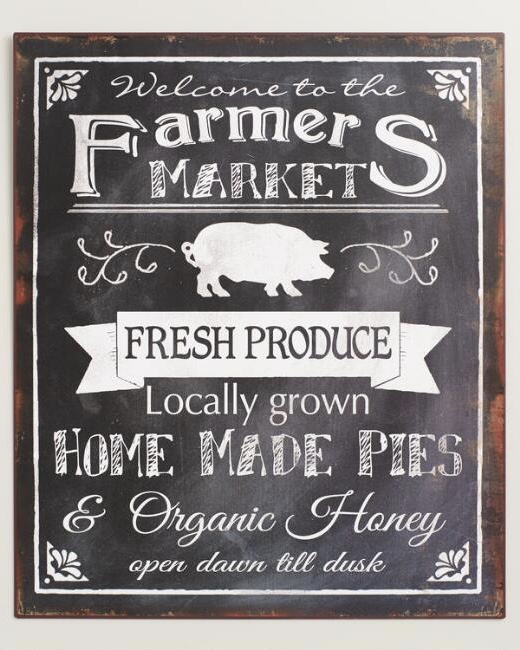 Welcome to the
FarmerS
MARKET
FRESH PRODUCE
Locally grown
HOME MADE PIES
& Organic Honey
open dawn till dusk